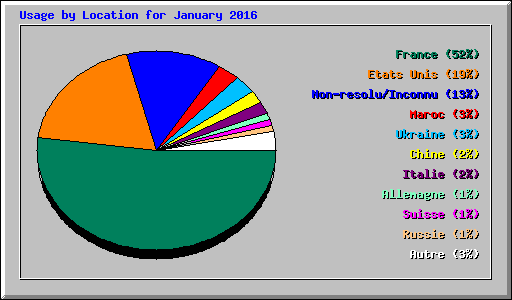 Usage by Location for January 2016
France (52%)
Etats Unis (19%)
Non-resolu/Inconnu (13%)
Maroc (3%)
Ukraine (3%)
Chine (2%)
Italie (2%)
Allemagne (1%)
Suisse (1%)
Russie (1%)
Autre (3%)